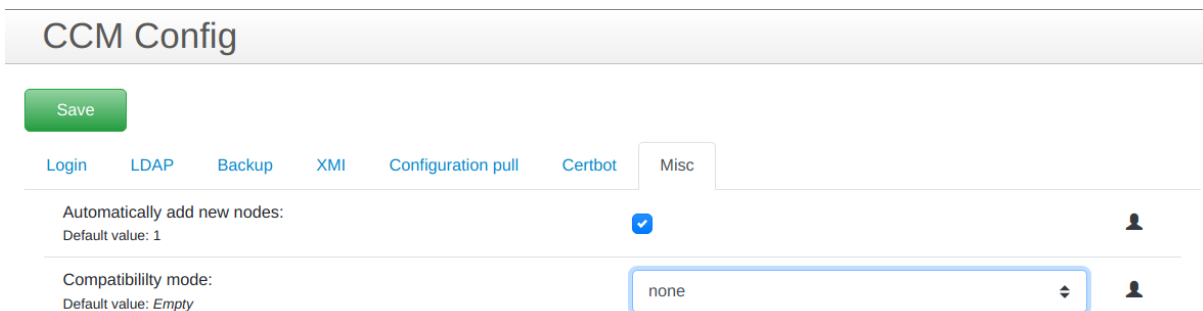 CCM Config
Save
Login LDAP Backup XMI Configuration pull Certbot Misc
Automatically add new nodes:
Default value: 1
Compatibililty mode:
none
Default value: Empty